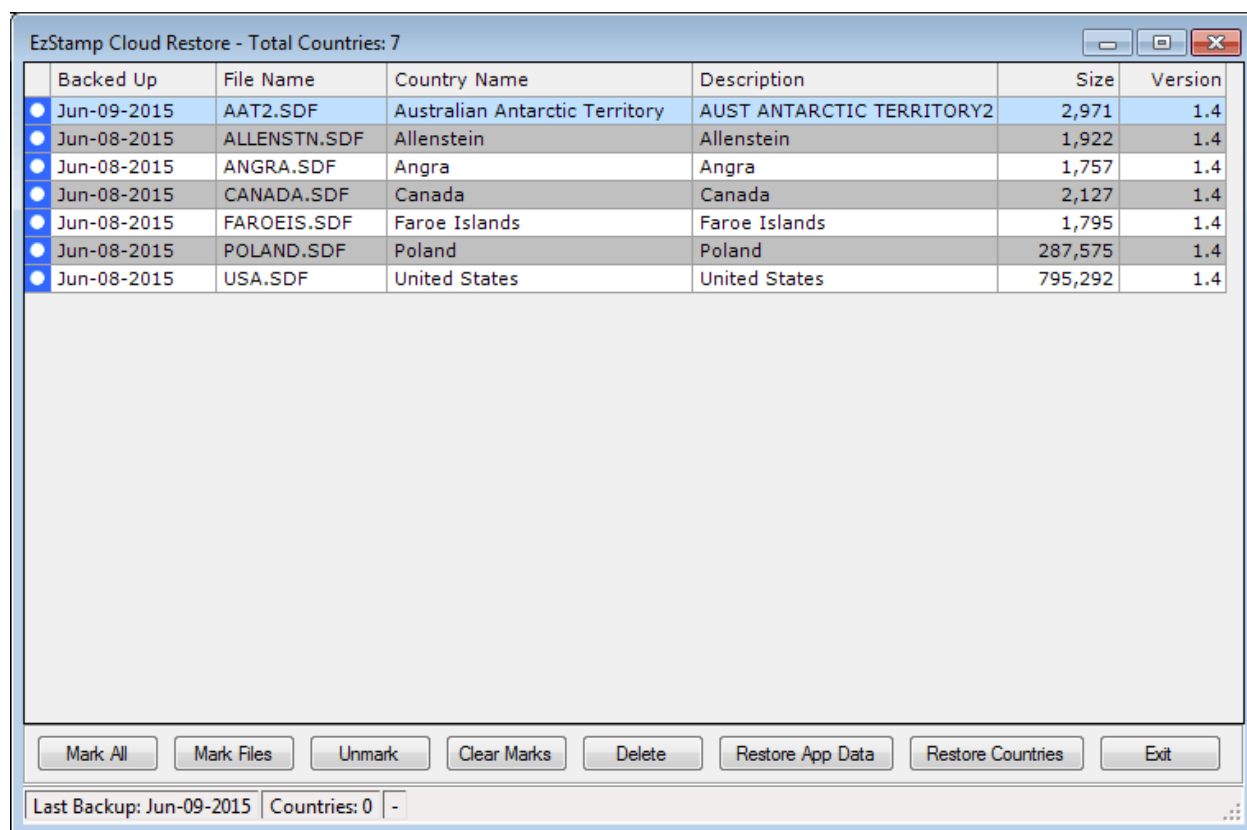 EzStamp Cloud Restore - Total Countries: 7
Backed Up File Name Country Name Description Size Version
Jun-09-2015 AAT2.SDF Australian Antarctic Territory AUST ANTARCTIC TERRITORY2 2,971 1.4
Jun-08-2015 ALLENSTN.SDF Allenstein Allenstein 1,922 1.4
Jun-08-2015 ANGRA.SDF Angra Angra 1,757 1.4
Jun-08-2015 CANADA.SDF Canada Canada 2,127 1.4
Jun-08-2015 FAROEIS.SDF Faroe Islands Faroe Islands 1,795 1.4
Jun-08-2015 POLAND.SDF Poland Poland 287,575 1.4
Jun-08-2015 USA.SDF United States United States 795,292 1.4
Mark All Mark Files Unmark Clear Marks Delete Restore App Data Restore Countries Exit
Last Backup: Jun-09-2015 Countries: 0 -